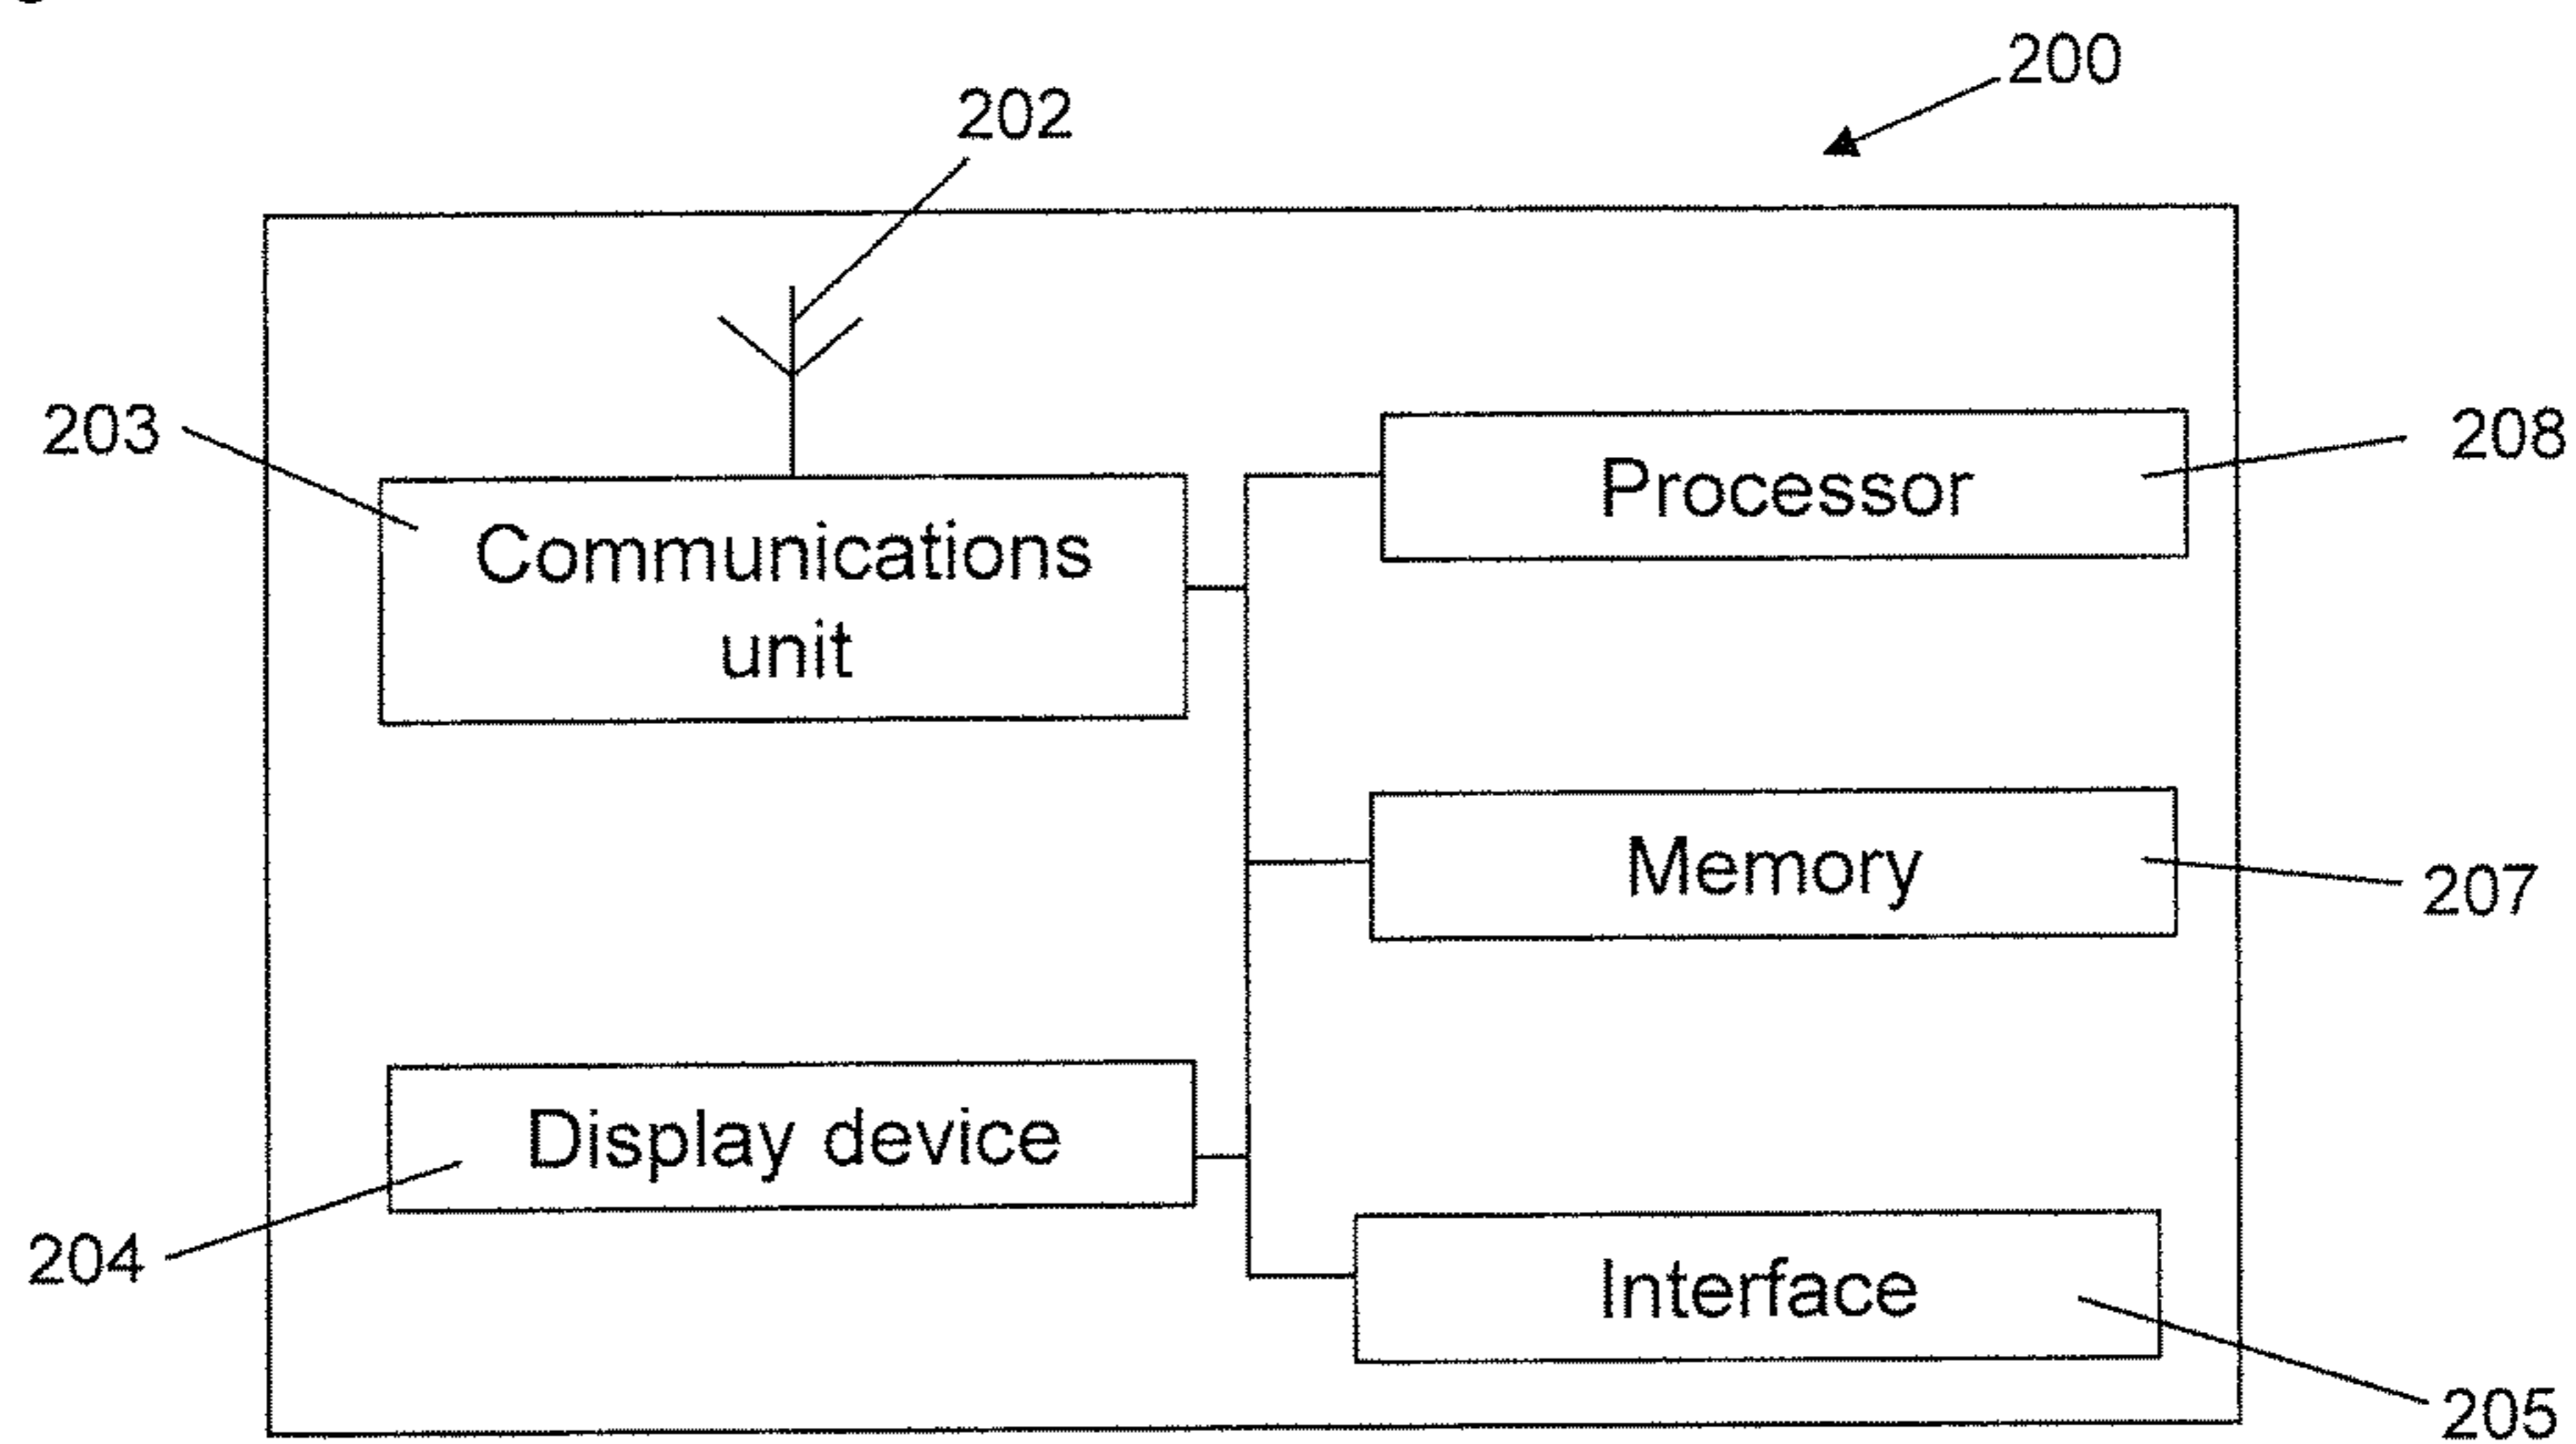 200
202
203
208
Processor
Communications
unit
Memory
207
Display device
204
Interface
205